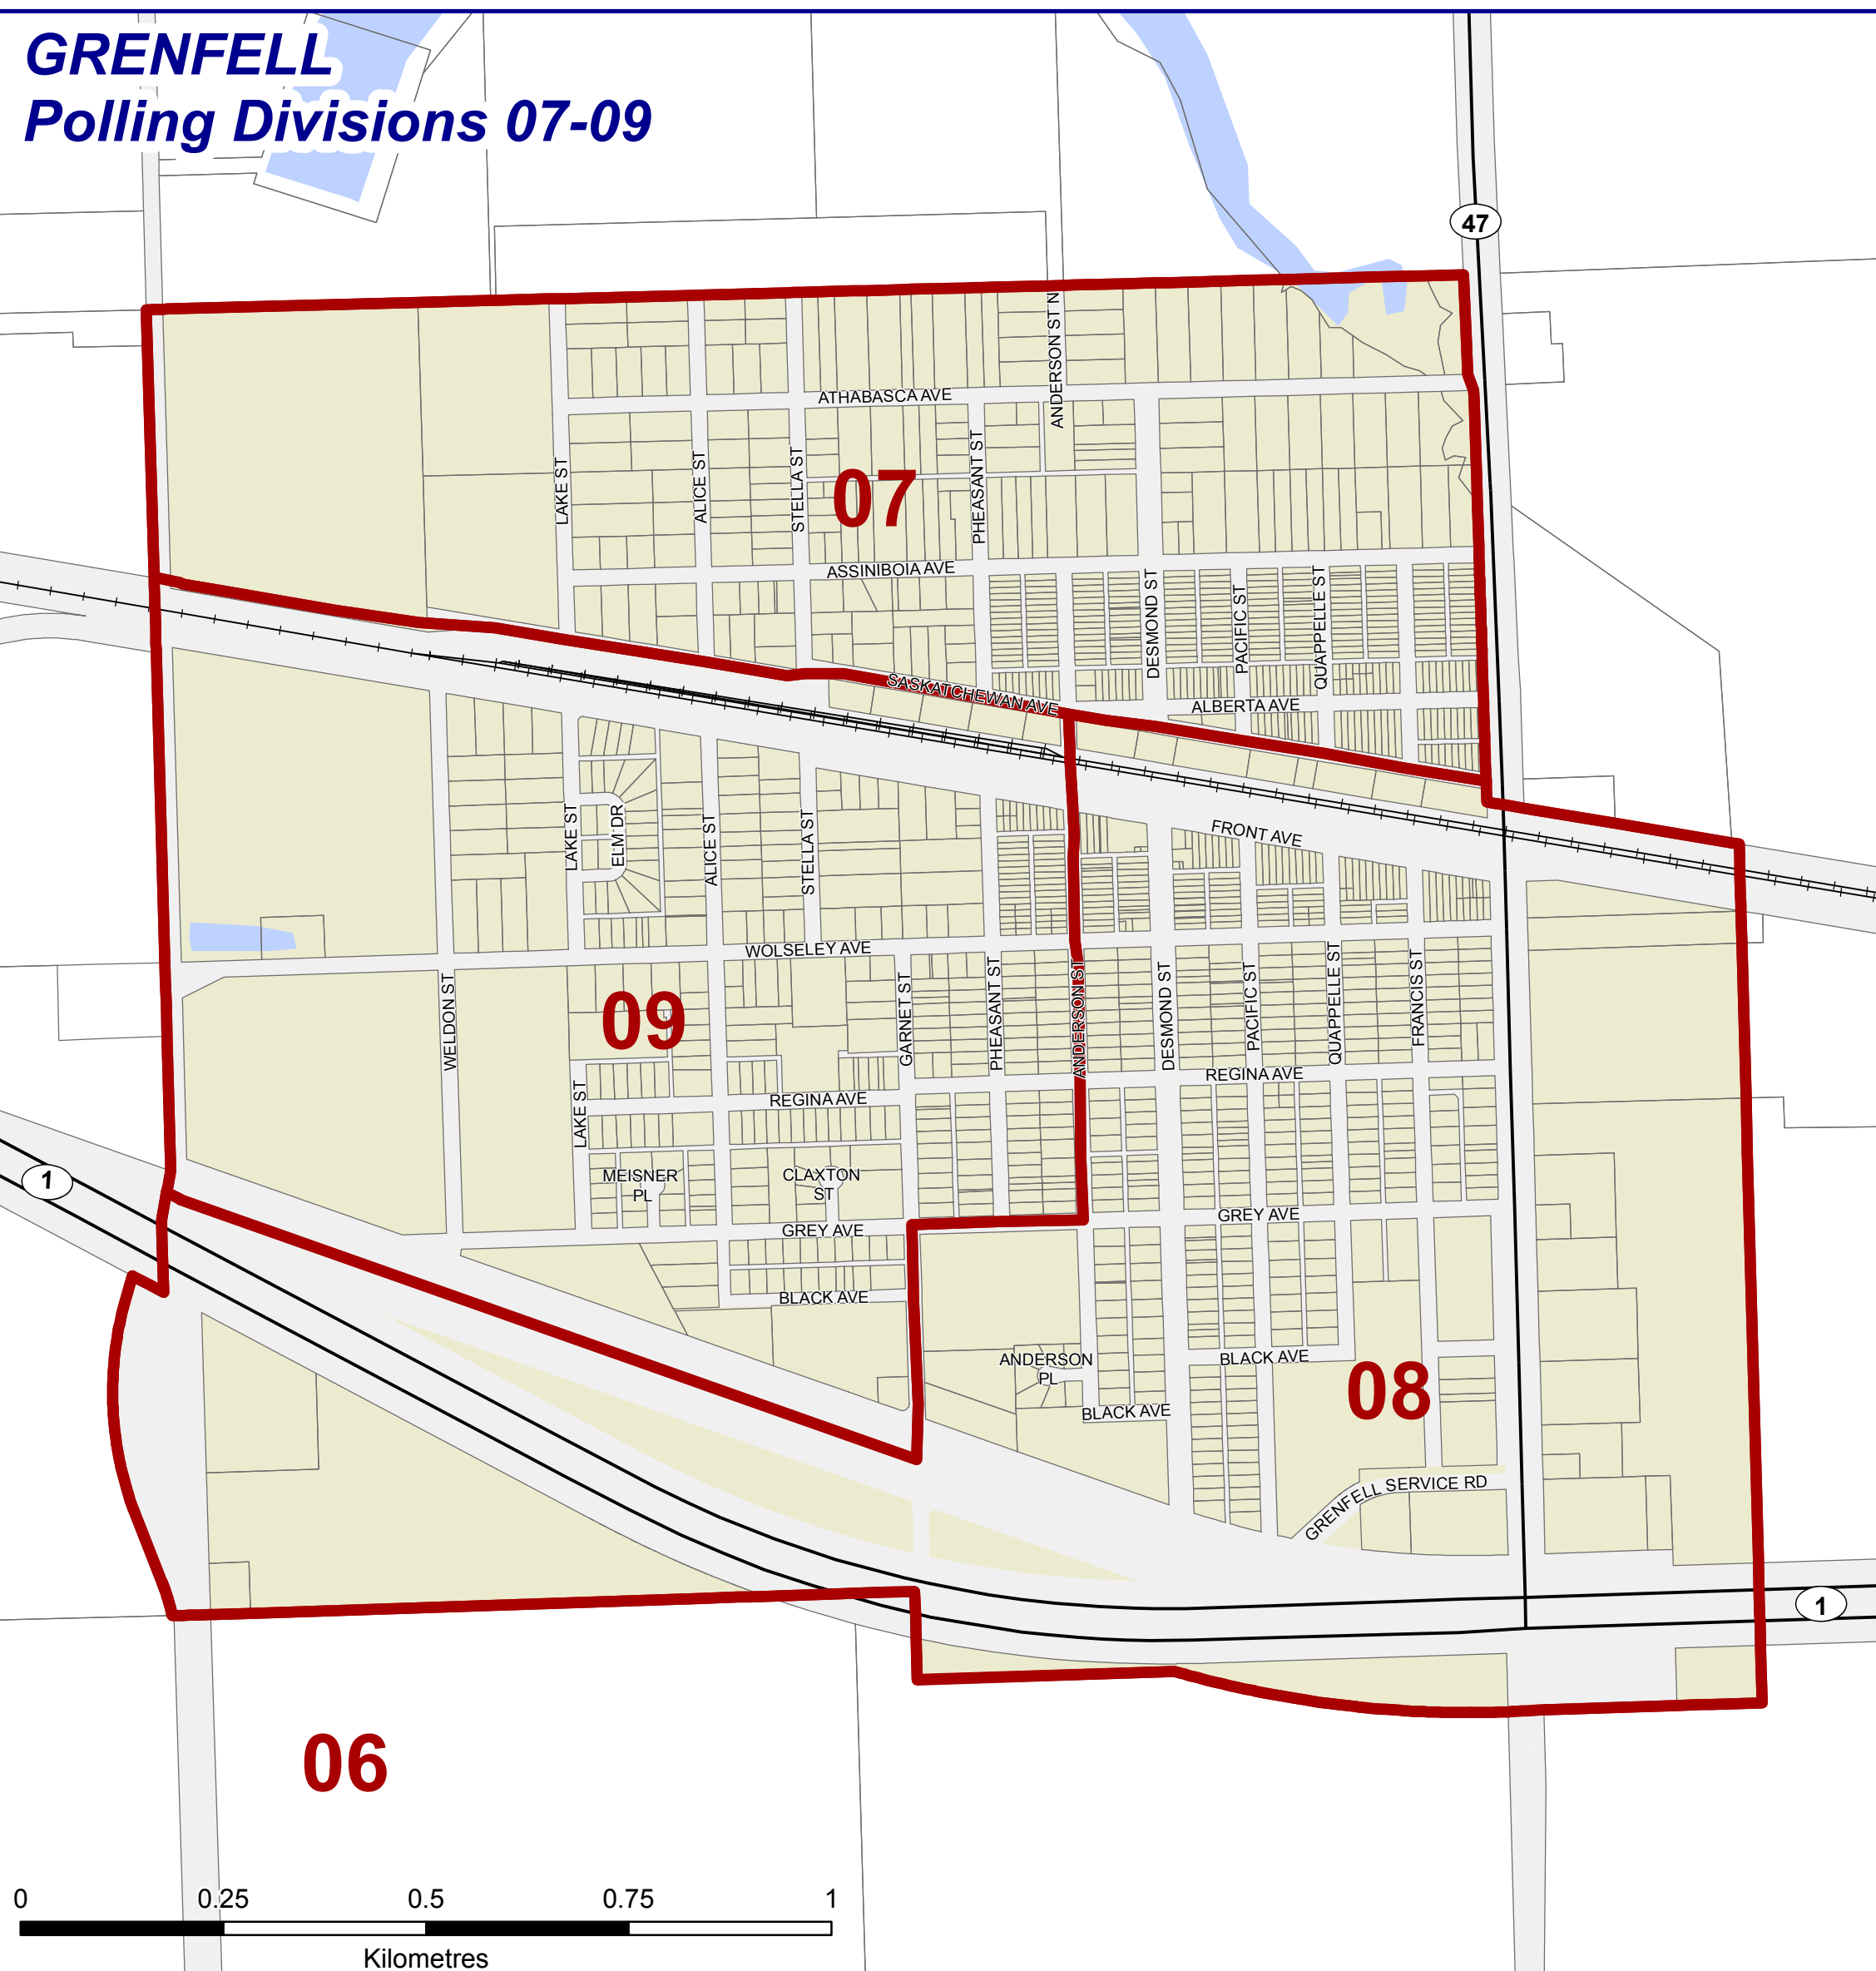 GRENFELL
Polling Divisions 07-09
47
ANDERSON ST N
ATHABASCA AVE
LAKE ST
ALICE ST
STELLA ST
07
PHEASANT ST
ASSINIBOIA AVE
DESMOND ST
PACIFIC ST
QUAPPELLE ST
SASKATCHEWAN AVE
ALBERTA AVE
FRONT AVE
LAKE ST
ELM DR
ALICE ST
STELLA ST
WOLSELEY AVE
WELDON ST
09
GARNET ST
PHEASANT ST
ANDERSON ST
DESMOND ST
PACIFIC ST
QUAPPELLE ST
FRANCIS ST
REGINA AVE
LAKE ST
REGINA AVE
1
MEISNER
PL
CLAXTON
ST
GREY AVE
GREY AVE
BLACK AVE
ANDERSON
PL
BLACK AVE
08
BLACK AVE
GRENFELL SERVICE RD
1
06
0
0.25
0.5
0.75
1
Kilometres